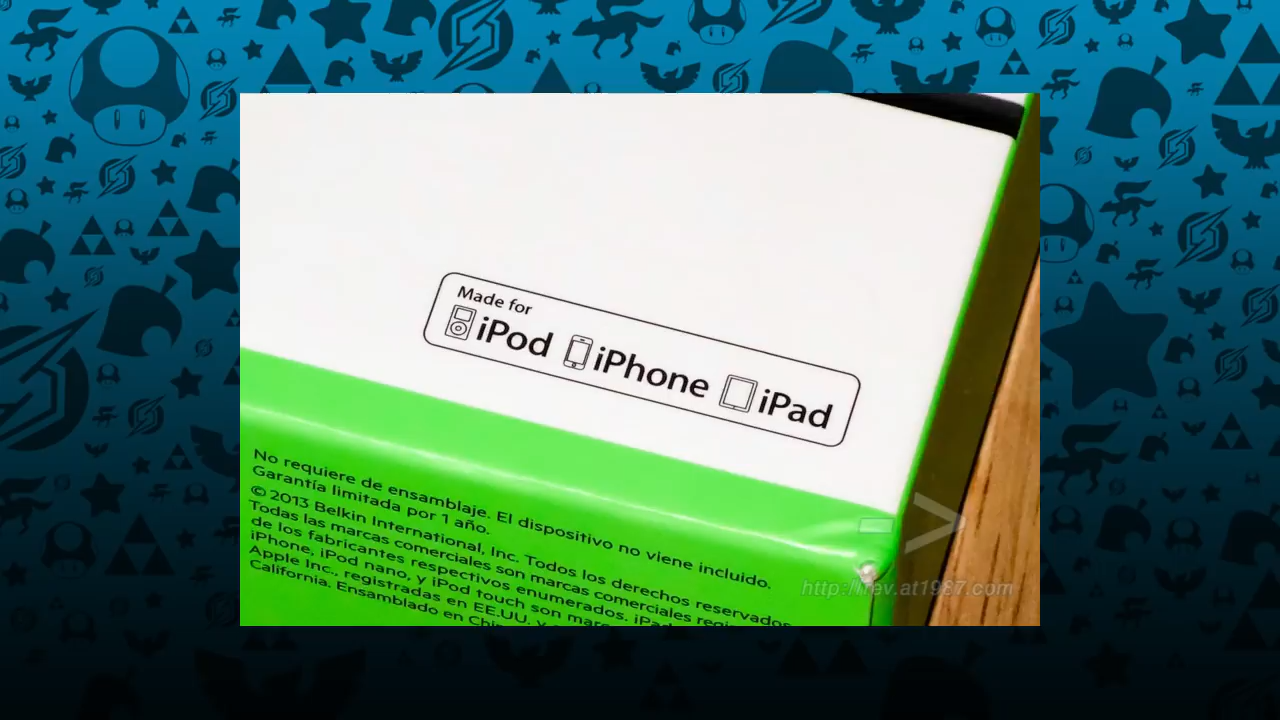 Made for
iPod iPhone iPad
No requiere de ensamblaje. El dispositivo no viene incluido.
Garantía limitada por 1 año.
© 2013 Belkin International, Inc. Todos los derechos reservados
Todas las marcas comerciales son marcas comerciales
de los fabricantes respectivos enumerados. iPad
iPhone, iPod nano, y iPod touch son
Apple Inc., registradas en EE.UU. y
California. Ensamblado en
http://rev.at1987.com